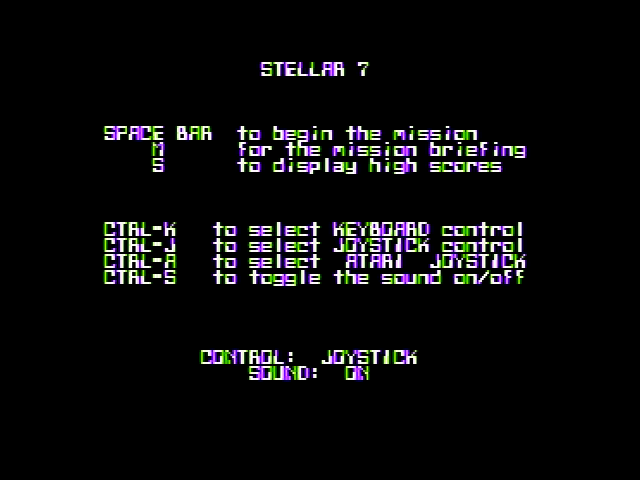 STELLAR 7
SPACE BAR to begin the mission
M for the mission briefing
S to display high scores
CTRL-K to select KEYBOARD control
CTRL-J to select JOYSTICK control
CTRL-A to select ATARI JOYSTICK
CTRL-S to toggle the sound on/off
CONTROL: JOYSTICK
SOUND: ON